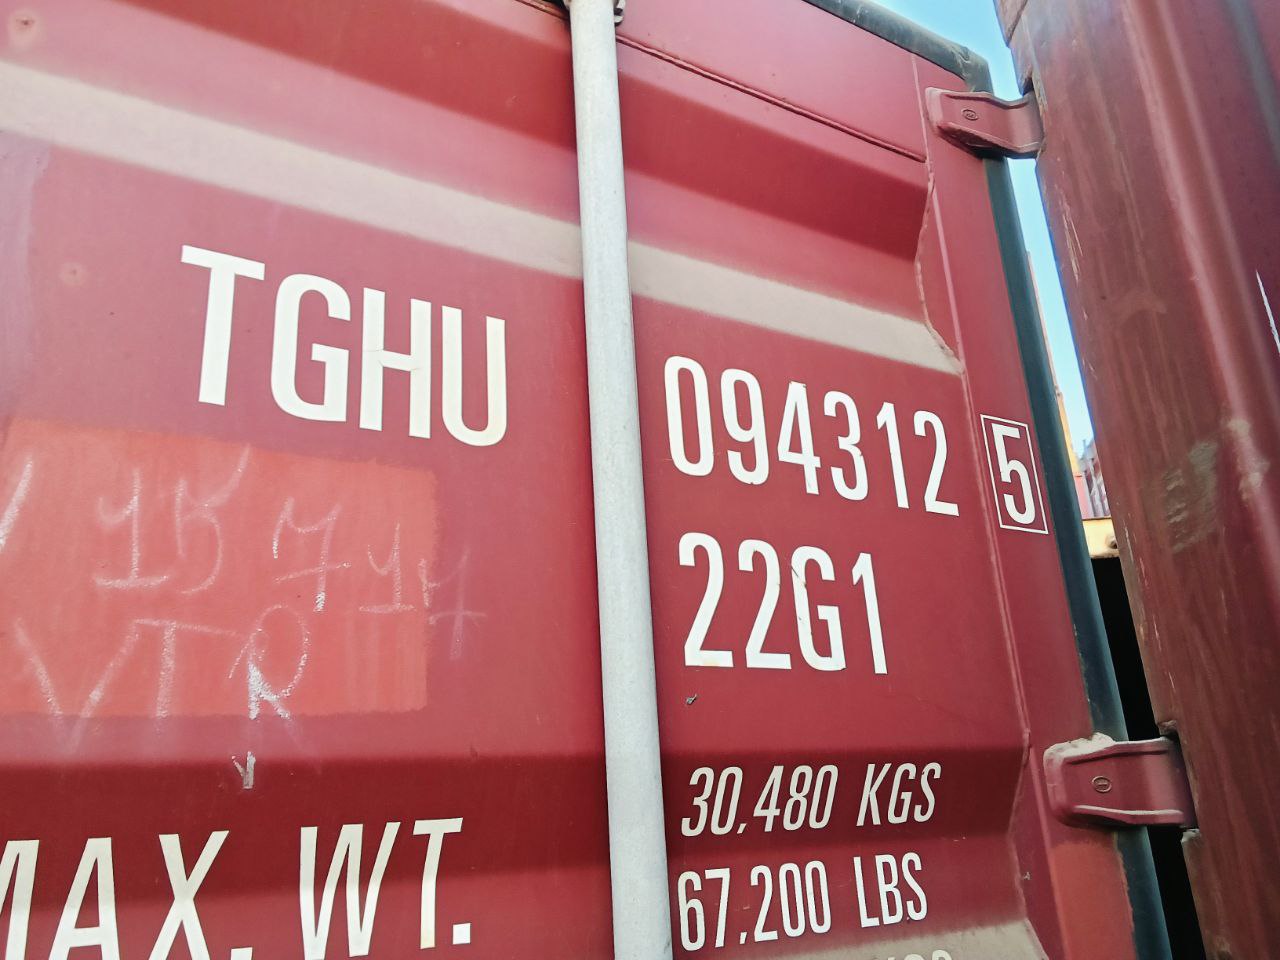 TGHU 094312 5
22G1
MAX. WT. 30,480 KGS
67,200 LBS